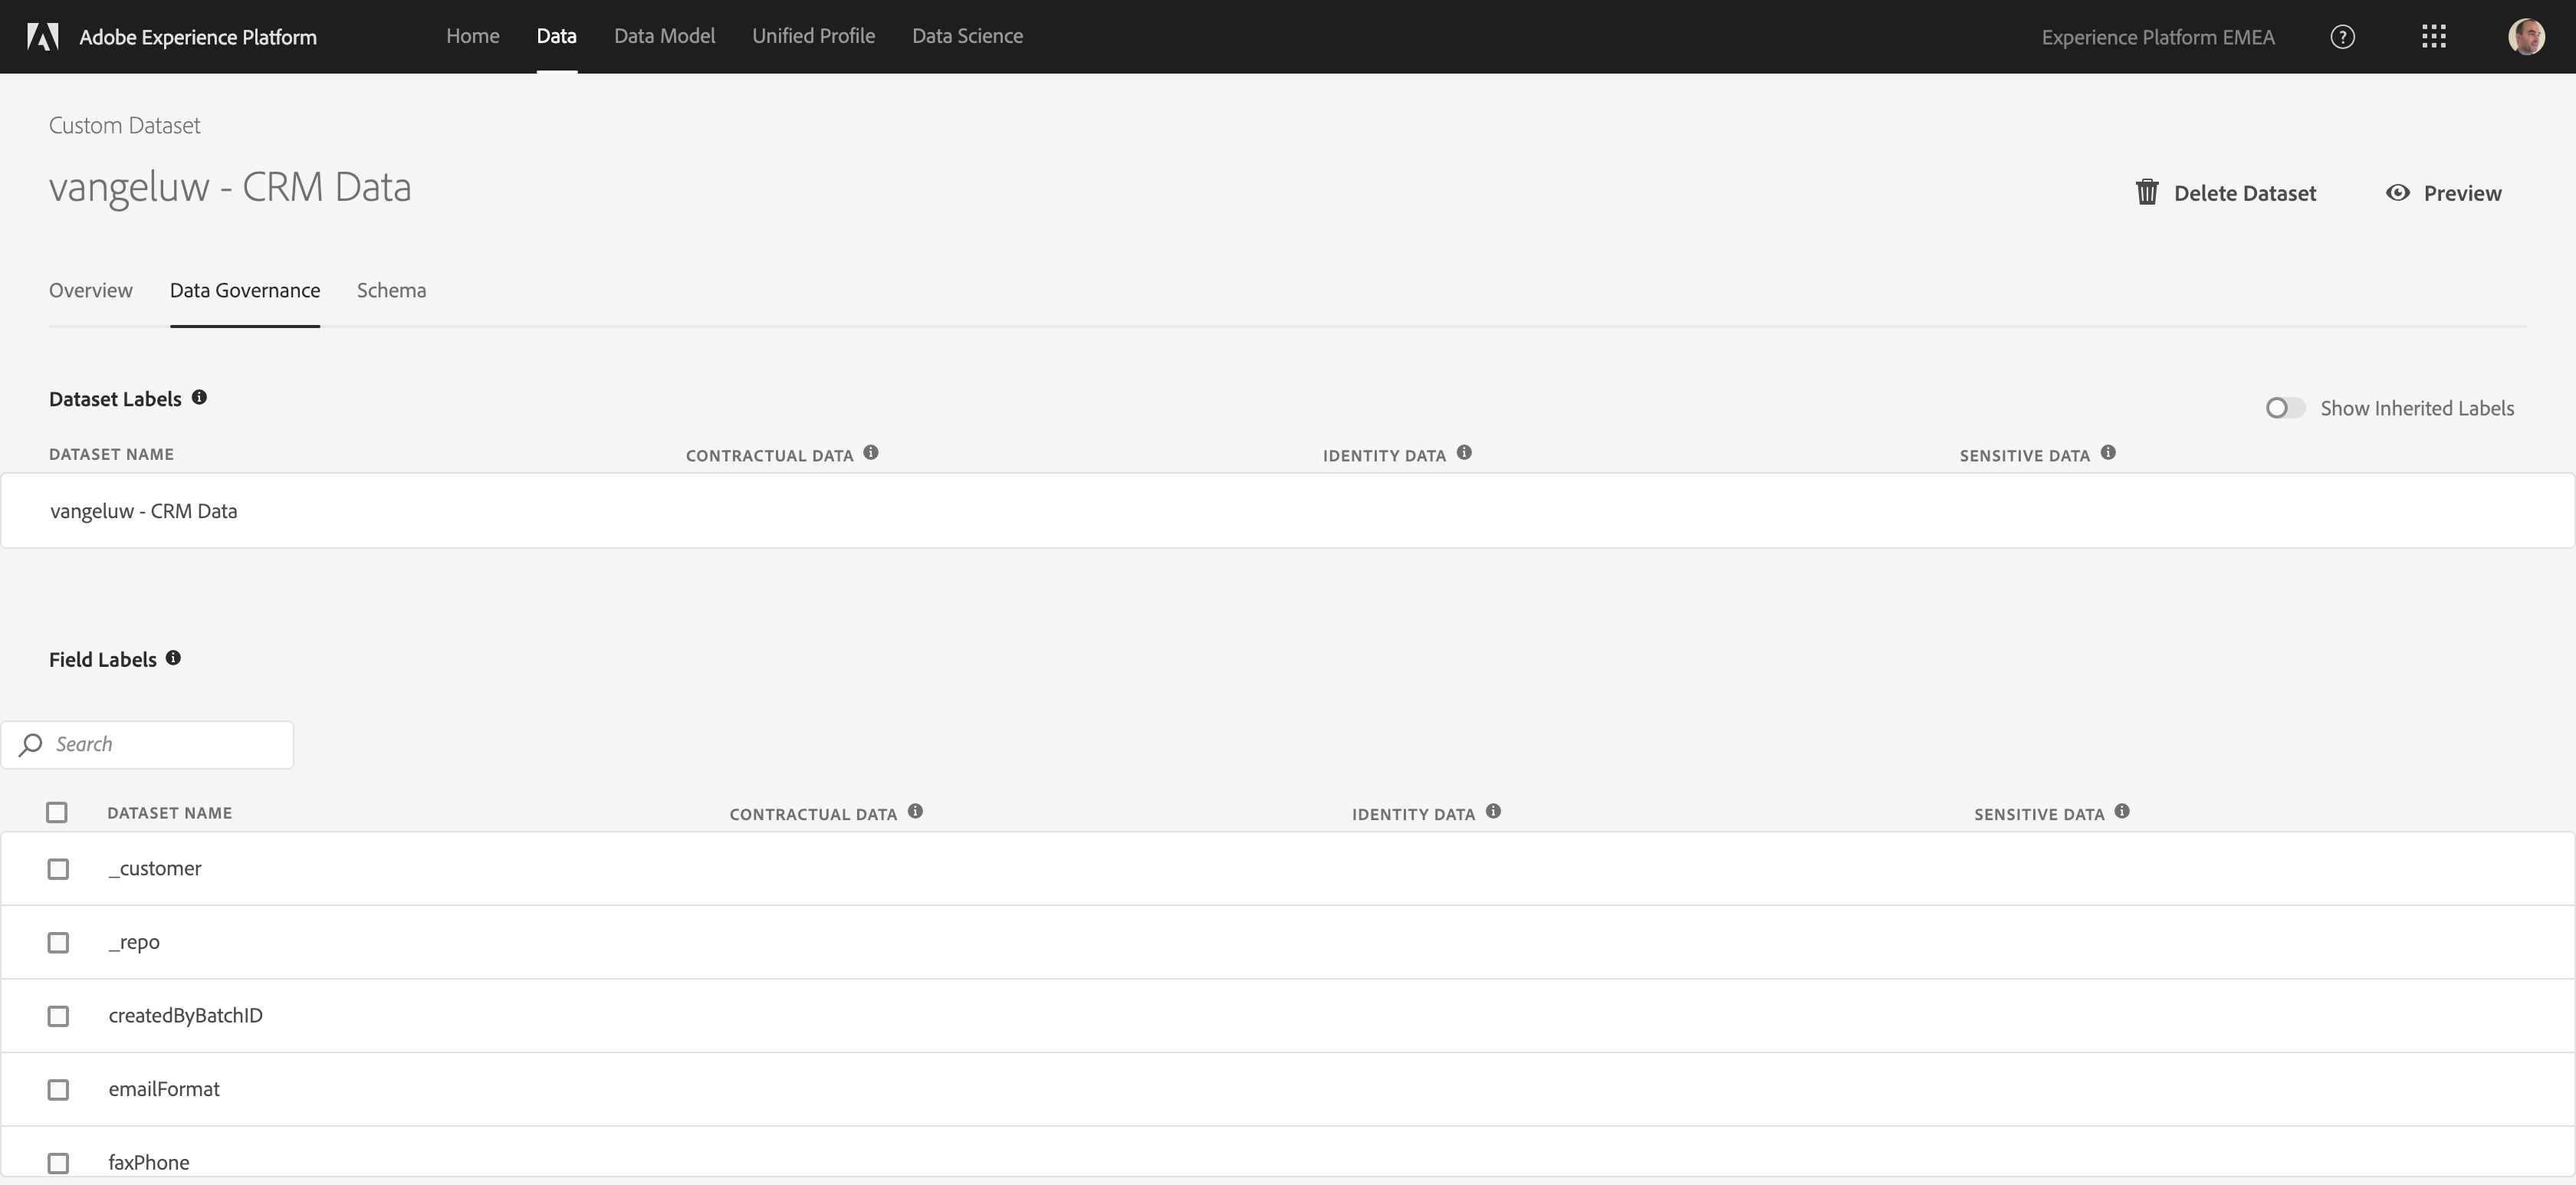 Adobe Experience Platform Home Data Data Model Unified Profile Data Science Experience Platform EMEA
Custom Dataset
vangeluw - CRM Data
Delete Dataset Preview
Overview Data Governance Schema
Dataset Labels
Show Inherited Labels
DATASET NAME CONTRACTUAL DATA IDENTITY DATA SENSITIVE DATA
vangeluw - CRM Data
Field Labels
Search
DATASET NAME CONTRACTUAL DATA IDENTITY DATA SENSITIVE DATA
_customer
_repo
createdByBatchID
emailFormat
faxPhone